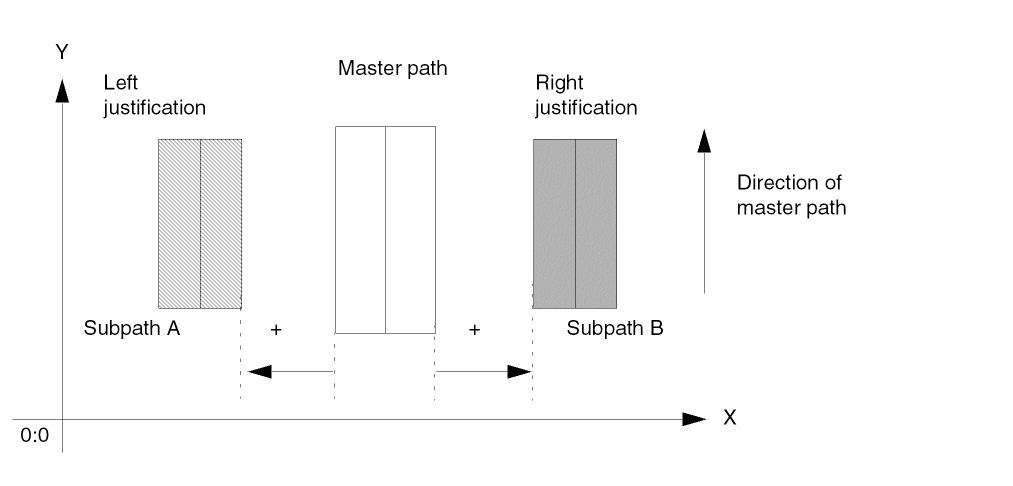 Y
Left
justification
Master path
Right
justification
Direction of
master path
Subpath A
+
+
Subpath B
X
0:0